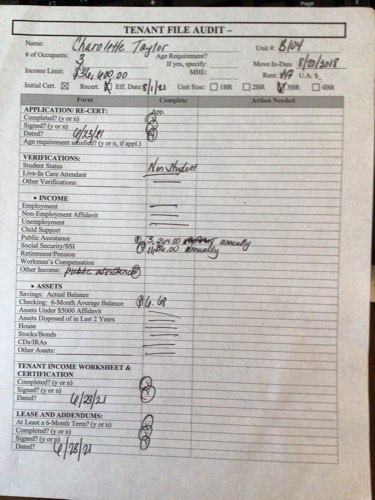 TENANT FILE AUDIT –
Name: Charolette Taylor Unit #: B104
# of Occupants: 3 Age Requirement?
If yes, specify: Move In-Date 8/20/2018
Income Limit: MHE: Rent: U.A: $
Initial Cert. ☒ Recert. Eff. Date: 8/1/21 Unit Size: ☐ 1BR ☐ 2BR 3BR ☐ 4BR
Form Complete Action Needed
APPLICATION/ RE-CERT: App.
Completed? (y or n) y
Signed? (y or n) y
Dated? 6/23/21
Age requirement satisfied? (y or n, if appl.)
VERIFICATIONS:
Student Status Non student
Live-In Care Attendant
Other Verifications:
• INCOME
Employment
Non-Employment Affidavit
Unemployment
Child Support
Public Assistance annually
Social Security/SSI annually
Retirement/Pension
Workman's Compensation
Other Income: public assistance
• ASSETS
Savings: Actual Balance
Checking: 6-Month Average Balance $16.68
Assets Under $5000 Affidavit
Assets Disposed of in Last 2 Years
House
Stocks/Bonds
CDs/IRAs
Other Assets:
TENANT INCOME WORKSHEET &
CERTIFICATION
Completed? (y or n) y
Signed? (y or n) y
Dated? 6/28/21
LEASE AND ADDENDUMS:
At Least a 6-Month Term? (y or n) y
Completed? (y or n) y
Signed? (y or n) y
Dated? 6/28/21